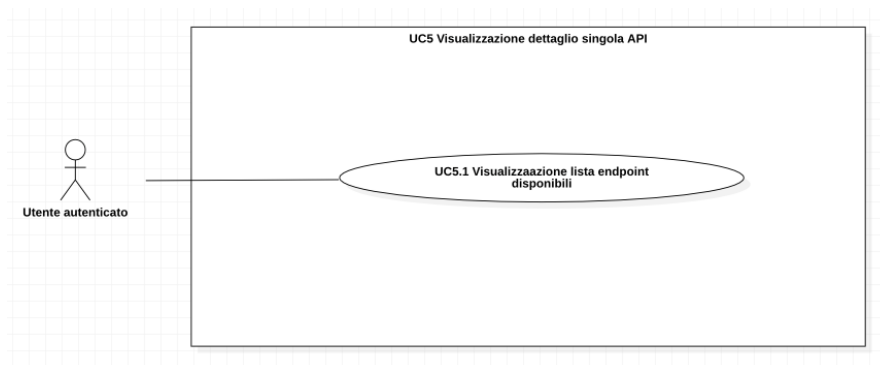 UC5 Visualizzazione dettaglio singola API
UC5.1 Visualizzaazione lista endpoint
disponibili
Utente autenticato